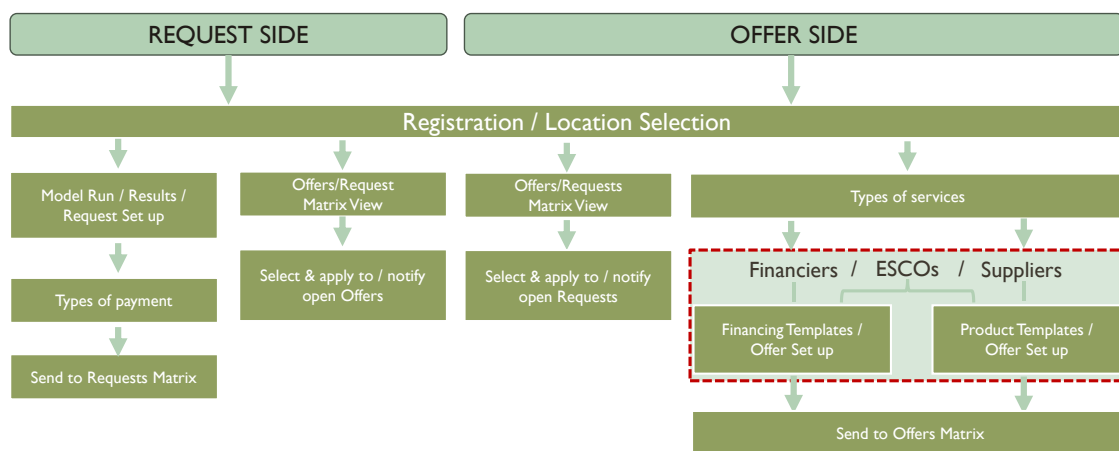 REQUEST SIDE
OFFER SIDE
Registration / Location Selection
Model Run / Results /
Request Set up
Offers/Request
Matrix View
Offers/Requests
Matrix View
Types of services
Select & apply to / notify
open Offers
Select & apply to / notify
open Requests
Financiers / ESCOs / Suppliers
Types of payment
Financing Templates /
Offer Set up
Product Templates /
Offer Set up
Send to Requests Matrix
Send to Offers Matrix